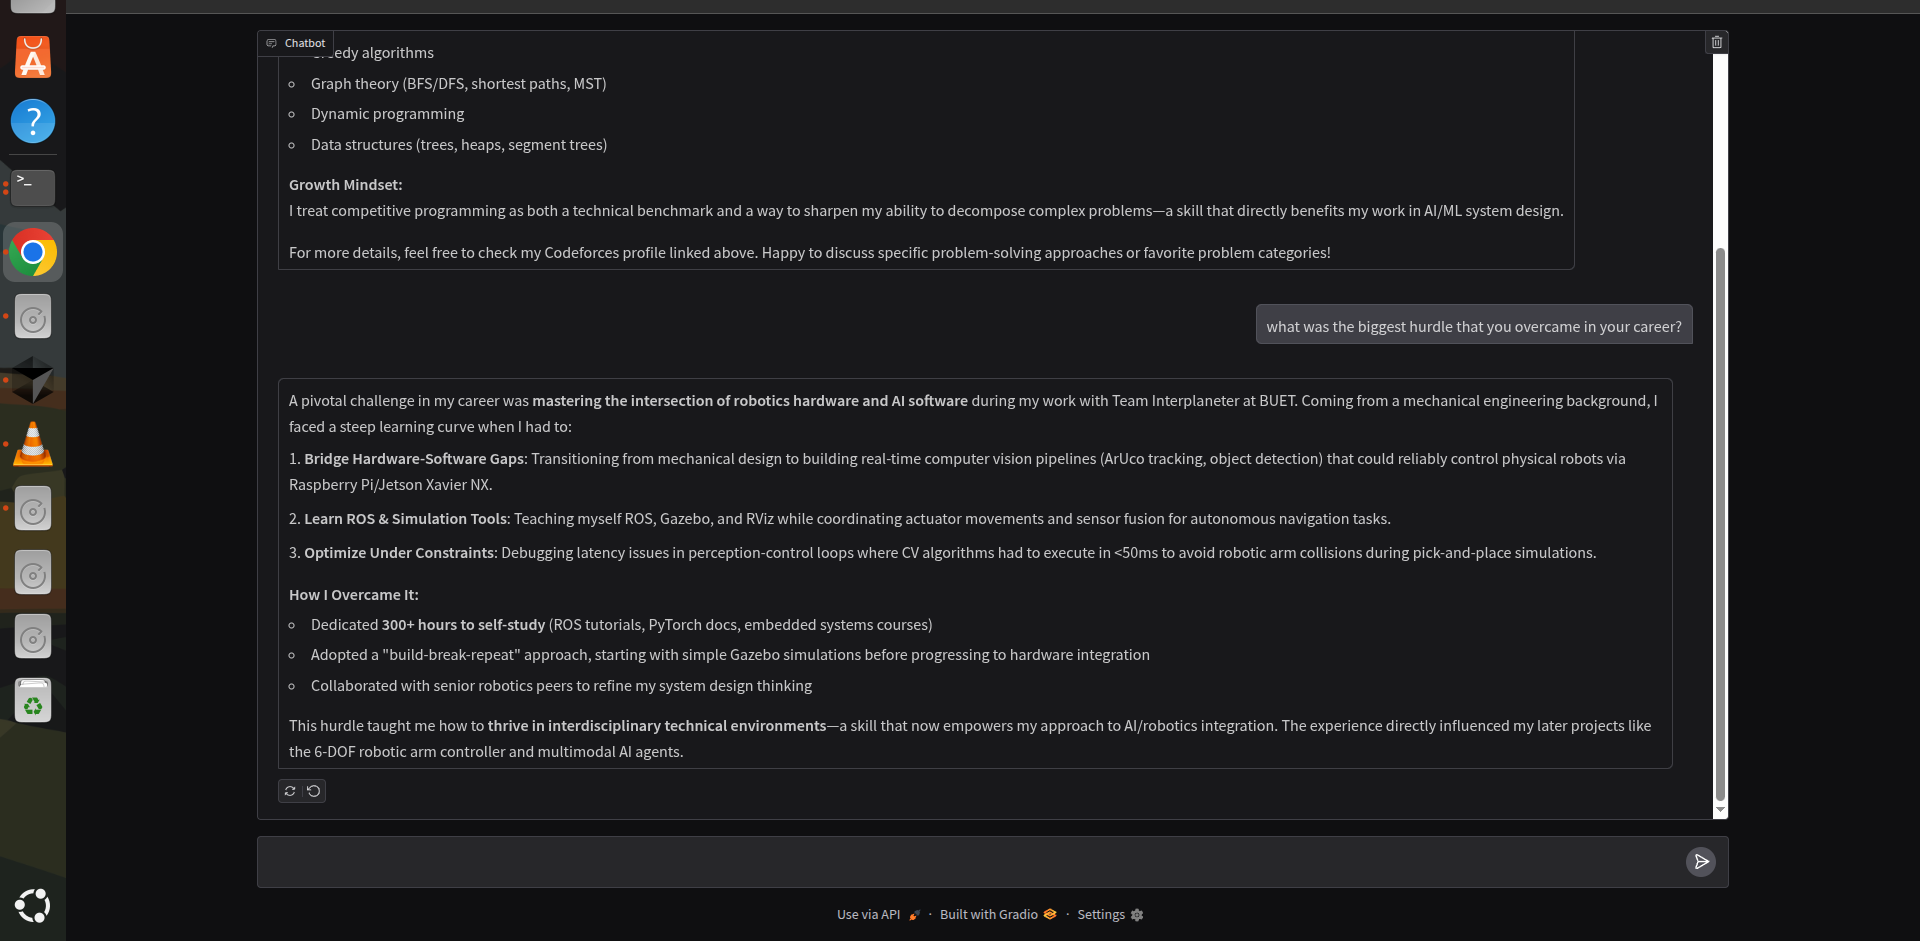 Chatbot
edy algorithms
Graph theory (BFS/DFS, shortest paths, MST)
Dynamic programming
Data structures (trees, heaps, segment trees)
Growth Mindset:
I treat competitive programming as both a technical benchmark and a way to sharpen my ability to decompose complex problems—a skill that directly benefits my work in AI/ML system design.
For more details, feel free to check my Codeforces profile linked above. Happy to discuss specific problem-solving approaches or favorite problem categories!
what was the biggest hurdle that you overcame in your career?
A pivotal challenge in my career was mastering the intersection of robotics hardware and AI software during my work with Team Interplaneter at BUET. Coming from a mechanical engineering background, I
faced a steep learning curve when I had to:
1. Bridge Hardware-Software Gaps: Transitioning from mechanical design to building real-time computer vision pipelines (ArUco tracking, object detection) that could reliably control physical robots via
Raspberry Pi/Jetson Xavier NX.
2. Learn ROS & Simulation Tools: Teaching myself ROS, Gazebo, and RViz while coordinating actuator movements and sensor fusion for autonomous navigation tasks.
3. Optimize Under Constraints: Debugging latency issues in perception-control loops where CV algorithms had to execute in <50ms to avoid robotic arm collisions during pick-and-place simulations.
How I Overcame It:
Dedicated 300+ hours to self-study (ROS tutorials, PyTorch docs, embedded systems courses)
Adopted a "build-break-repeat" approach, starting with simple Gazebo simulations before progressing to hardware integration
Collaborated with senior robotics peers to refine my system design thinking
This hurdle taught me how to thrive in interdisciplinary technical environments—a skill that now empowers my approach to AI/robotics integration. The experience directly influenced my later projects like
the 6-DOF robotic arm controller and multimodal AI agents.
Use via API · Built with Gradio · Settings